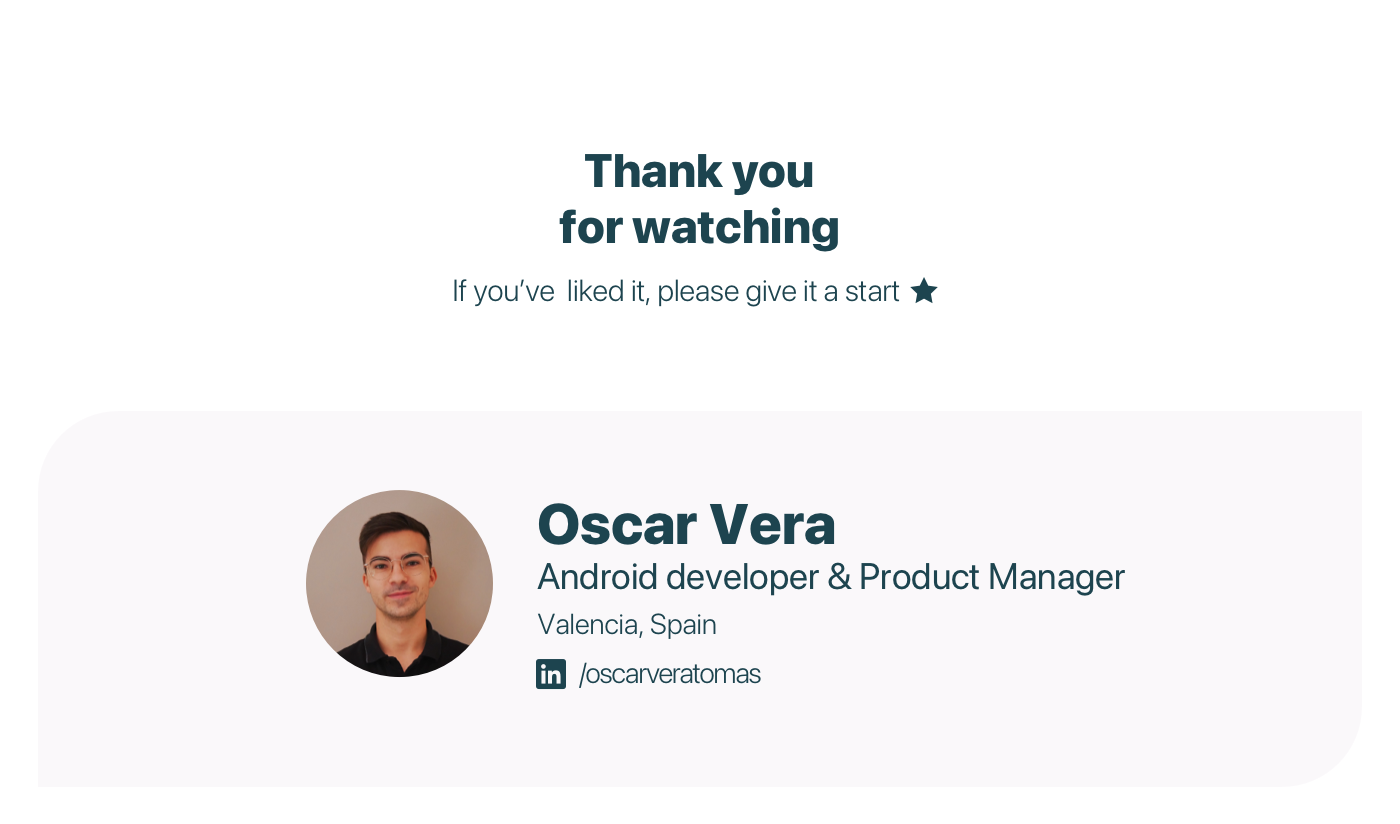 Thank you
for watching
If you’ve  liked it, please give it a start
Oscar Vera
Android developer & Product Manager
Valencia, Spain
in /oscarveratomas